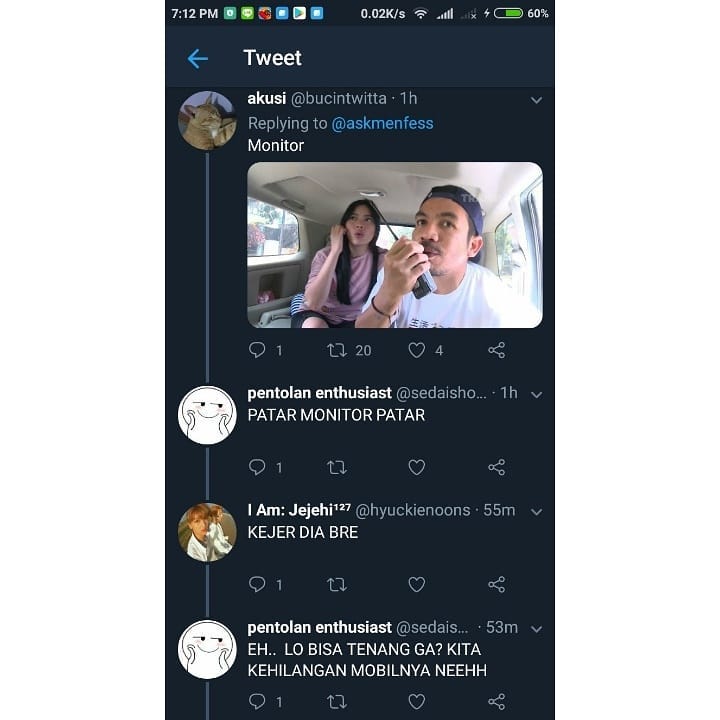 7:12 PM 0.02K/s 60%
Tweet
akusi @bucintwitta · 1h
Replying to @askmenfess
Monitor
1 20 4
pentolan enthusiast @sedaisho... · 1h
PATAR MONITOR PATAR
1
I Am: Jejehi¹²⁷ @hyuckienoons · 55m
KEJER DIA BRE
1
pentolan enthusiast @sedais... · 53m
EH.. LO BISA TENANG GA? KITA
KEHILANGAN MOBILNYA NEEHH
1